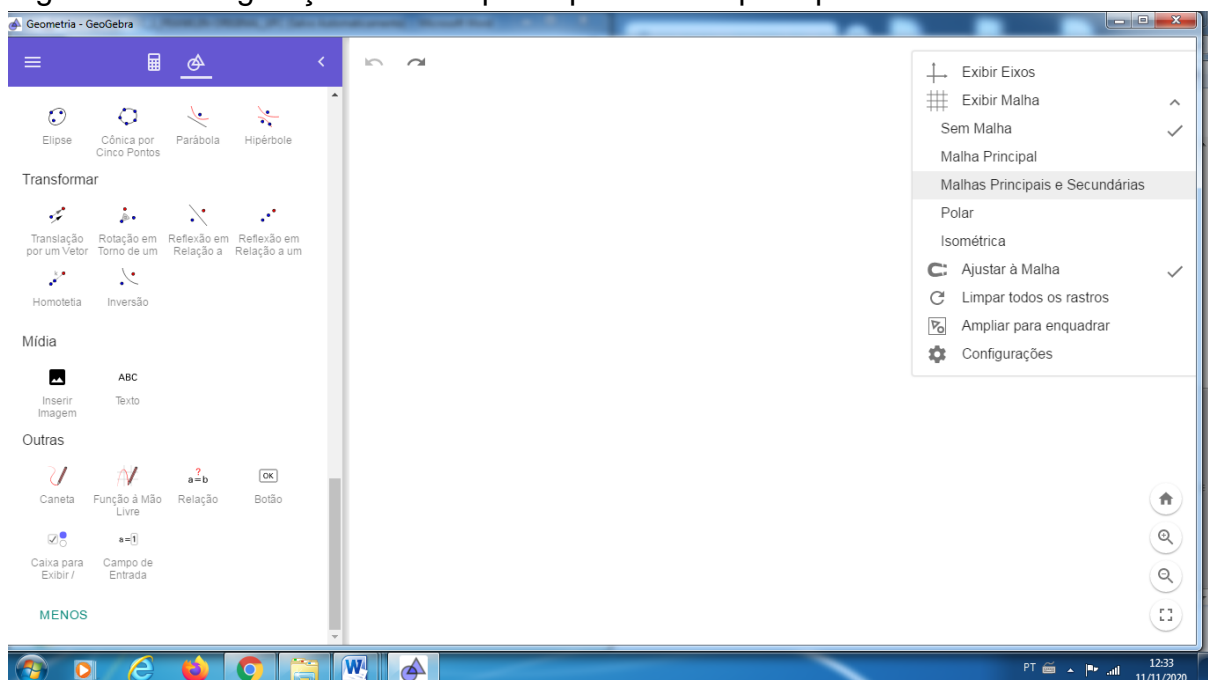 Geometria - GeoGebra
Elipse
Cônica por
Cinco Pontos
Parábola
Hipérbole
Transformar
Translação
por um Vetor
Rotação em
Torno de um
Reflexão em
Relação a
Reflexão em
Relação a um
Homotetia
Inversão
Mídia
ABC
Inserir
Imagem
Texto
Outras
a=b
?
OK
Caneta
Função à Mão
Livre
Relação
Botão
a=1
Caixa para
Exibir /
Campo de
Entrada
MENOS
Exibir Eixos
Exibir Malha
Sem Malha
Malha Principal
Malhas Principais e Secundárias
Polar
Isométrica
Ajustar à Malha
Limpar todos os rastros
Ampliar para enquadrar
Configurações
PT
12:33
11/11/2020